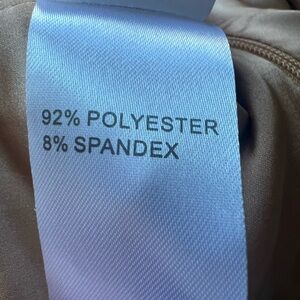 92% POLYESTER
8% SPANDEX